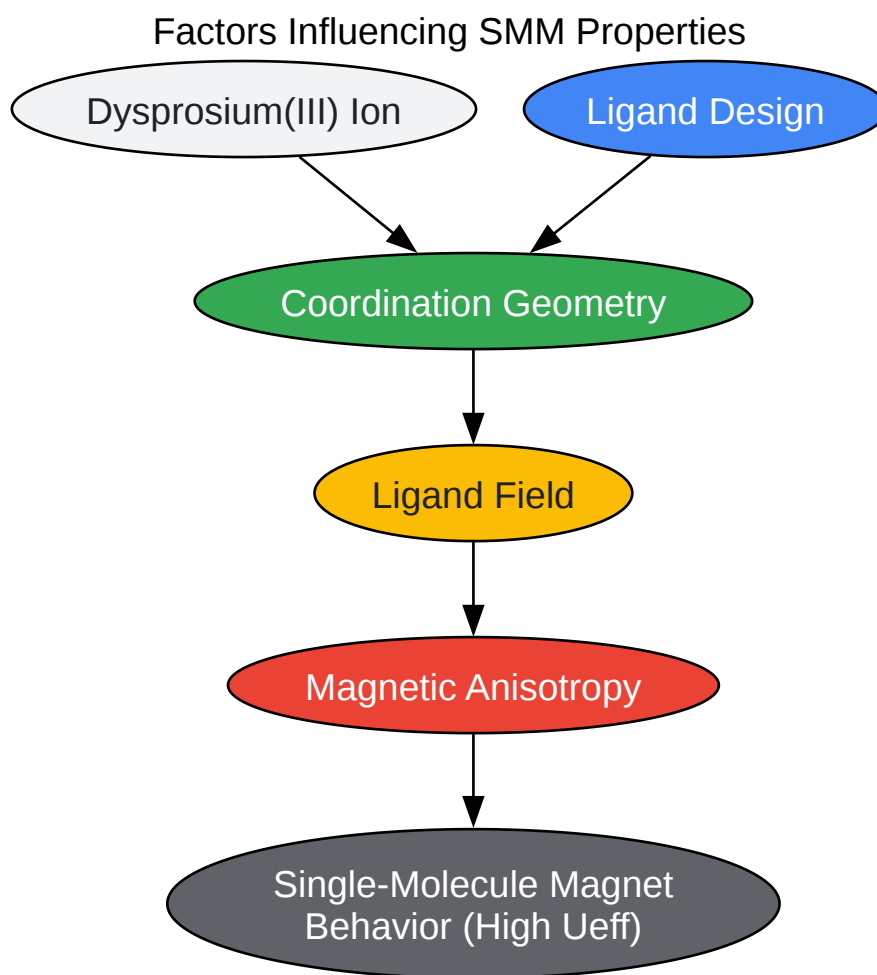 Factors Influencing SMM Properties
Dysprosium(III) Ion
Ligand Design
Coordination Geometry
Ligand Field
Magnetic Anisotropy
Single-Molecule Magnet
Behavior (High Ueff)